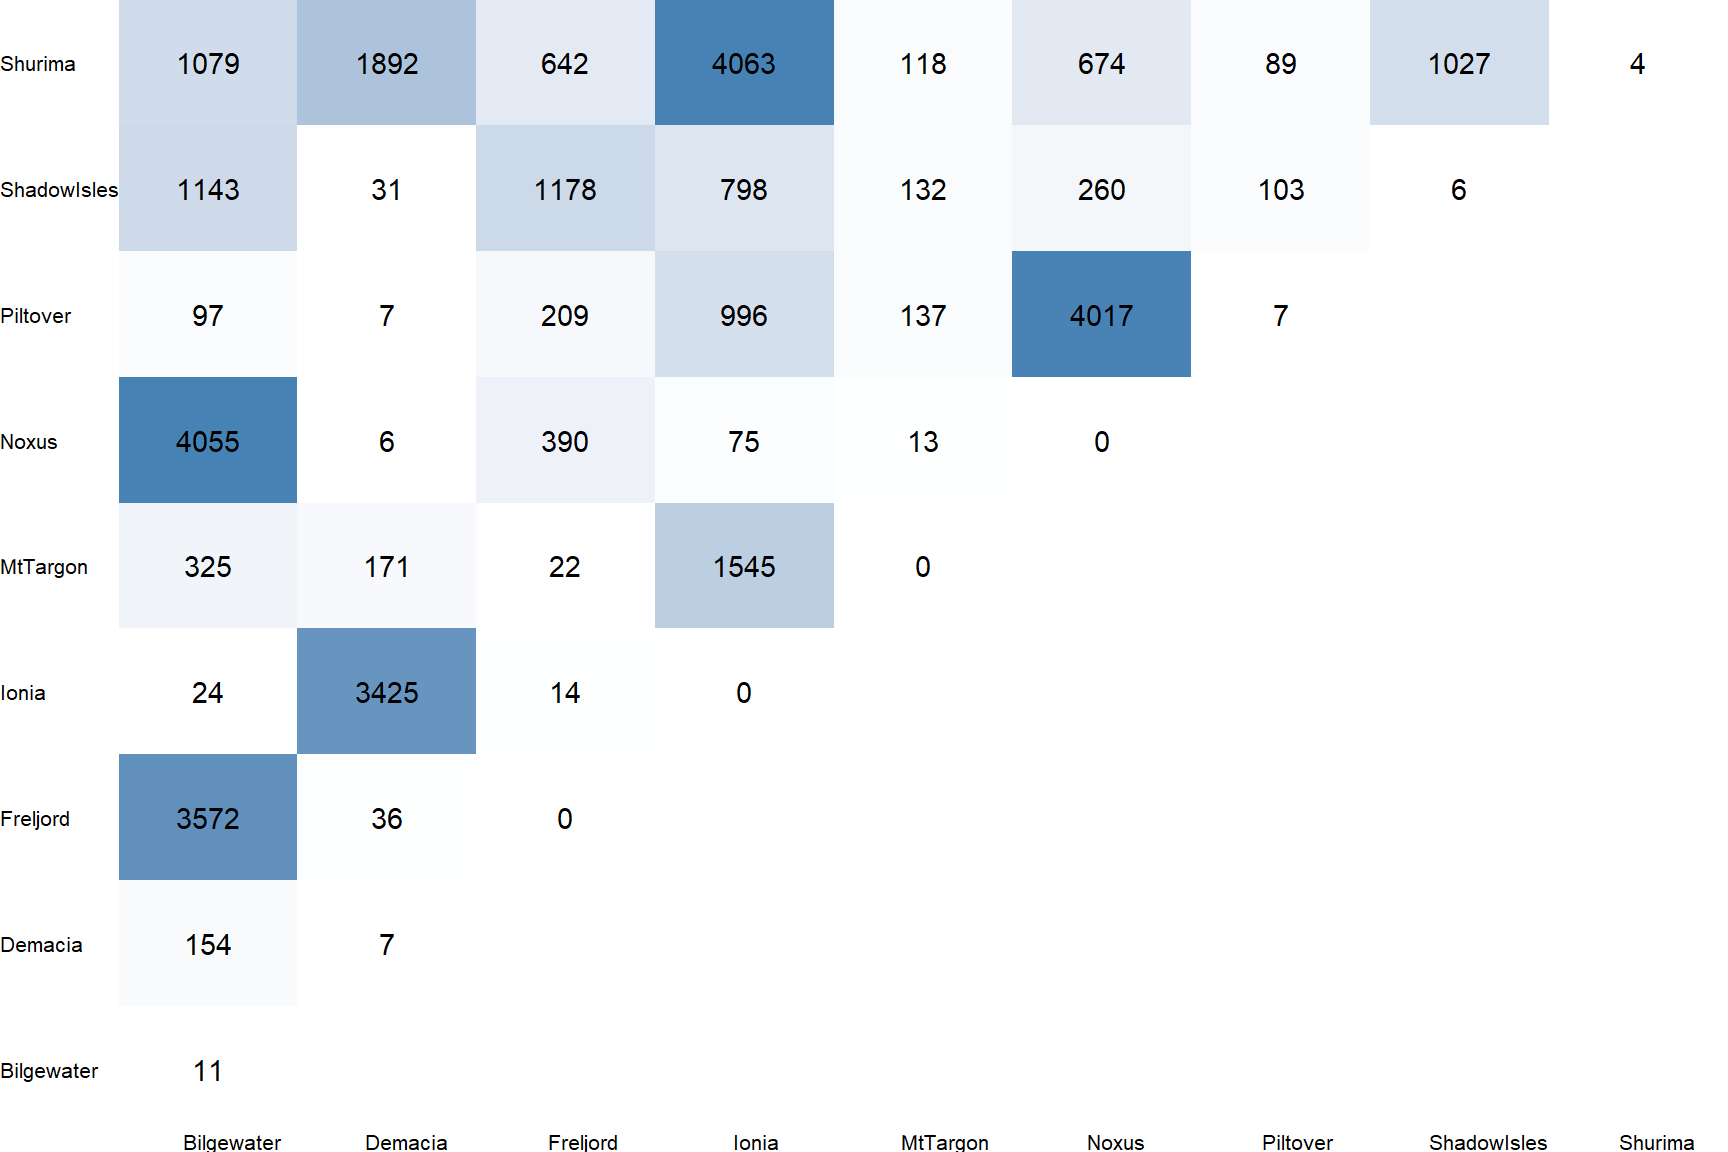 Shurima 1079 1892 642 4063 118 674 89 1027 4
ShadowIsles 1143 31 1178 798 132 260 103 6
Piltover 97 7 209 996 137 4017 7
Noxus 4055 6 390 75 13 0
MtTargon 325 171 22 1545 0
Ionia 24 3425 14 0
Freljord 3572 36 0
Demacia 154 7
Bilgewater 11
Bilgewater Demacia Freljord Ionia MtTargon Noxus Piltover ShadowIsles Shurima